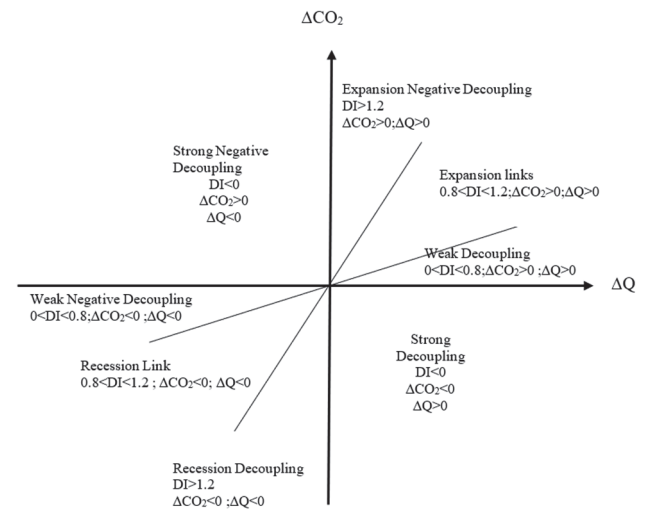 ΔCO₂
Expansion Negative Decoupling
DI>1.2
ΔCO₂>0;ΔQ>0
Strong Negative
Decoupling
DI<0
ΔCO₂>0
ΔQ<0
Expansion links
0.8<DI<1.2;ΔCO₂>0;ΔQ>0
Weak Decoupling
0<DI<0.8;ΔCO₂>0 ;ΔQ>0
ΔQ
Weak Negative Decoupling
0<DI<0.8;ΔCO₂<0 ;ΔQ<0
Recession Link
0.8<DI<1.2 ; ΔCO₂<0; ΔQ<0
Strong
Decoupling
DI<0
ΔCO₂<0
ΔQ>0
Recession Decoupling
DI>1.2
ΔCO₂<0 ;ΔQ<0